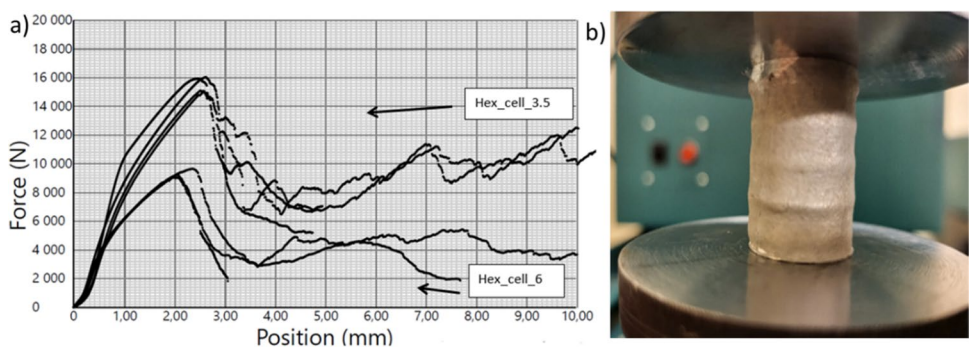 a)
Force (N)
20 000
18 000
16 000
14 000
12 000
10 000
8 000
6 000
4 000
2 000
0
Hex_cell_3.5
Hex_cell_6
0 1,00 2,00 3,00 4,00 5,00 6,00 7,00 8,00 9,00 10,00
Position (mm)
b)